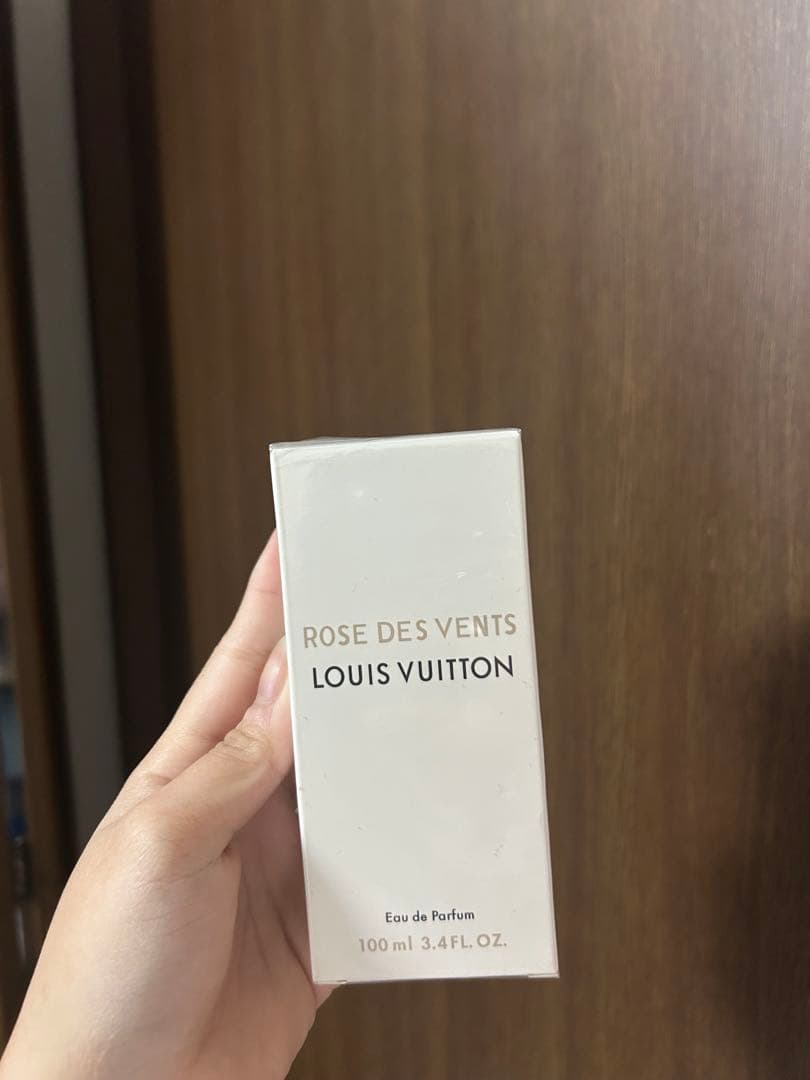 ROSE DES VENTS
LOUIS VUITTON
Eau de Parfum
100 ml 3.4FL.OZ.